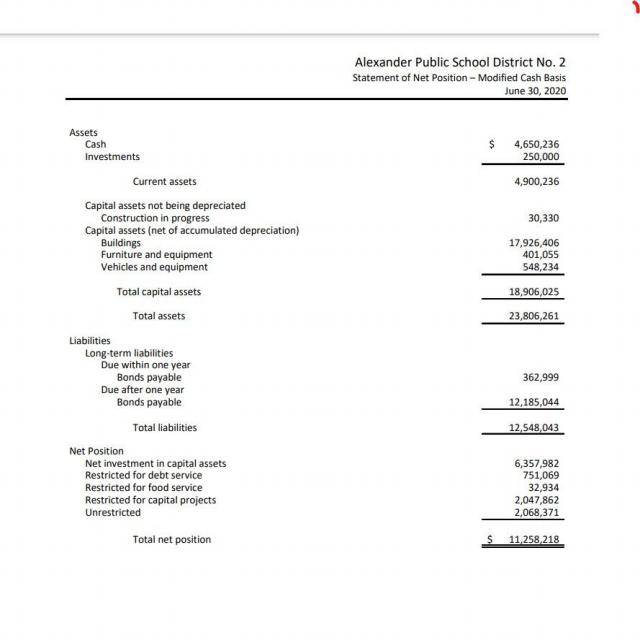 Alexander Public School District No. 2
Statement of Net Position – Modified Cash Basis
June 30, 2020
Assets
Cash $ 4,650,236
Investments 250,000
Current assets 4,900,236
Capital assets not being depreciated
Construction in progress 30,330
Capital assets (net of accumulated depreciation)
Buildings 17,926,406
Furniture and equipment 401,055
Vehicles and equipment 548,234
Total capital assets 18,906,025
Total assets 23,806,261
Liabilities
Long-term liabilities
Due within one year
Bonds payable 362,999
Due after one year
Bonds payable 12,185,044
Total liabilities 12,548,043
Net Position
Net investment in capital assets 6,357,982
Restricted for debt service 751,069
Restricted for food service 32,934
Restricted for capital projects 2,047,862
Unrestricted 2,068,371
Total net position $ 11,258,218